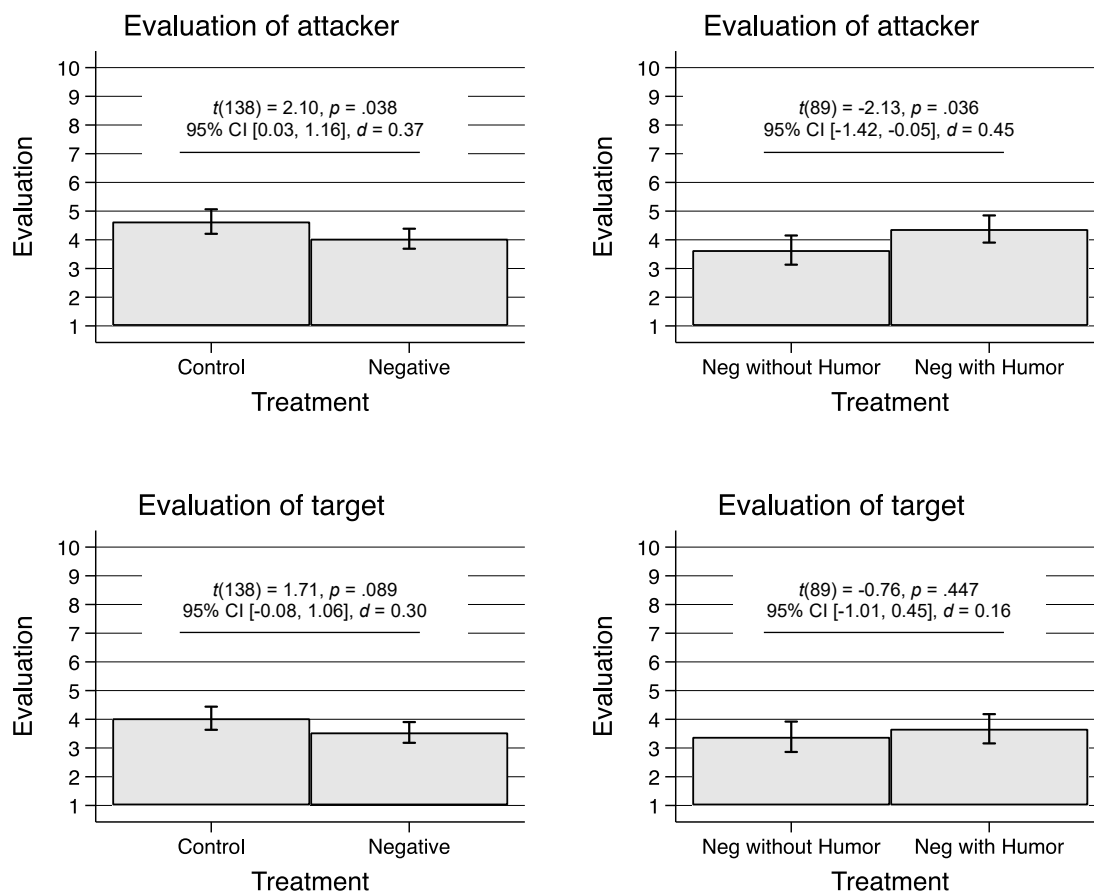 Evaluation of attacker
10
9
8
7
6
5
4
3
2
1
Evaluation
t(138) = 2.10, p = .038
95% CI [0.03, 1.16], d = 0.37
Control
Negative
Treatment
Evaluation of attacker
10
9
8
7
6
5
4
3
2
1
Evaluation
t(89) = -2.13, p = .036
95% CI [-1.42, -0.05], d = 0.45
Neg without Humor
Neg with Humor
Treatment
Evaluation of target
10
9
8
7
6
5
4
3
2
1
Evaluation
t(138) = 1.71, p = .089
95% CI [-0.08, 1.06], d = 0.30
Control
Negative
Treatment
Evaluation of target
10
9
8
7
6
5
4
3
2
1
Evaluation
t(89) = -0.76, p = .447
95% CI [-1.01, 0.45], d = 0.16
Neg without Humor
Neg with Humor
Treatment